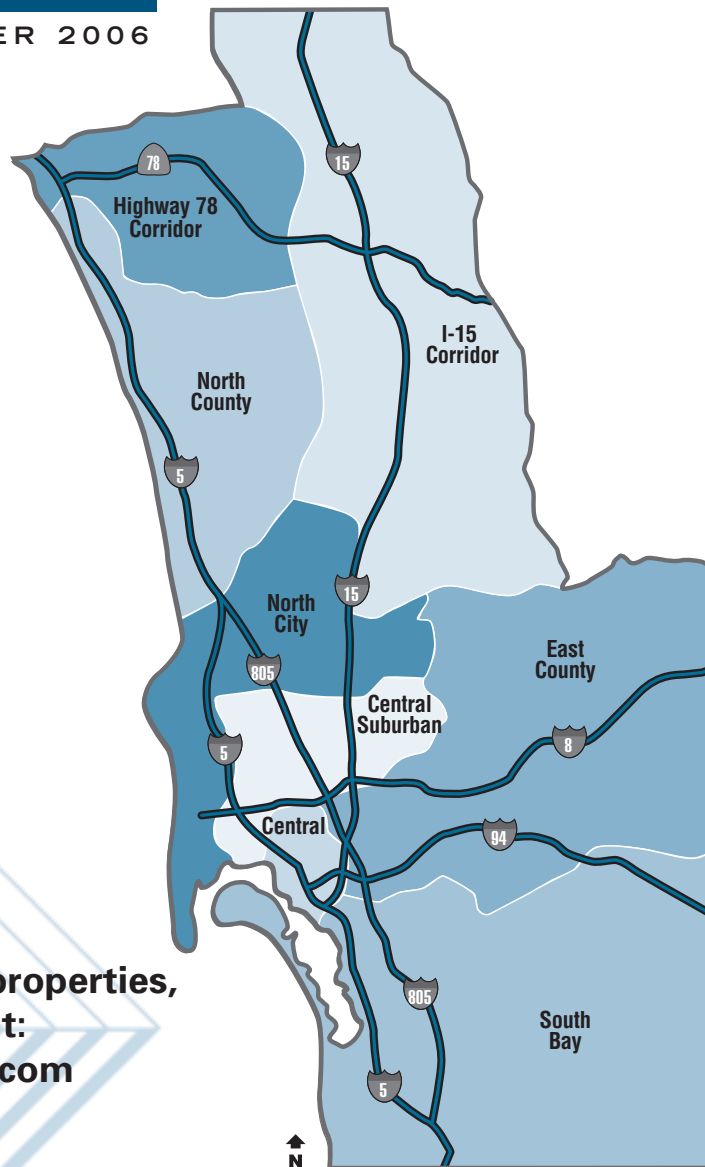 ER 2006
15
78
Highway 78
Corridor
I-15
Corridor
North
County
5
15
North
City
805
East
County
Central
Suburban
5
8
Central
94
properties,
t:
com
805
South
Bay
5
N